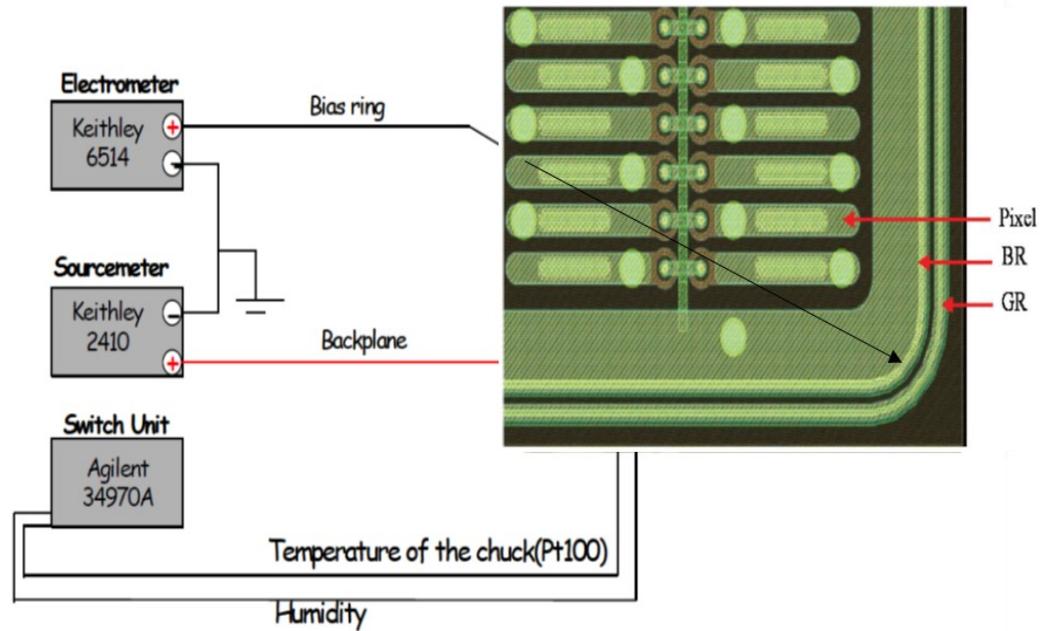 Electrometer
Keithley
6514
+
-
Bias ring
Sourcemeter
Keithley
2410
-
+
Backplane
Switch Unit
Agilent
34970A
Temperature of the chuck(Pt100)
Humidity
Pixel
BR
GR